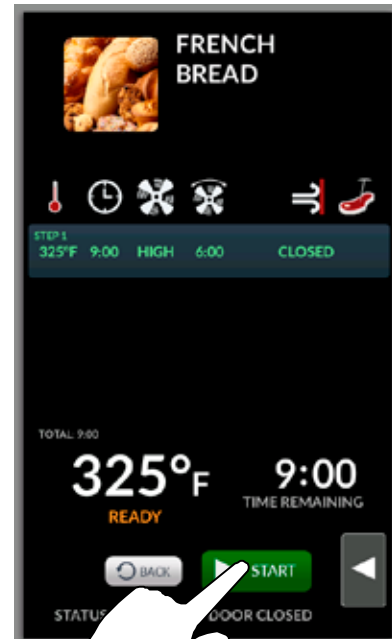 FRENCH
BREAD
STEP 1
325°F 9:00 HIGH 6:00 CLOSED
TOTAL 9:00
325°F
READY
9:00
TIME REMAINING
BACK
START
STATUS DOOR CLOSED